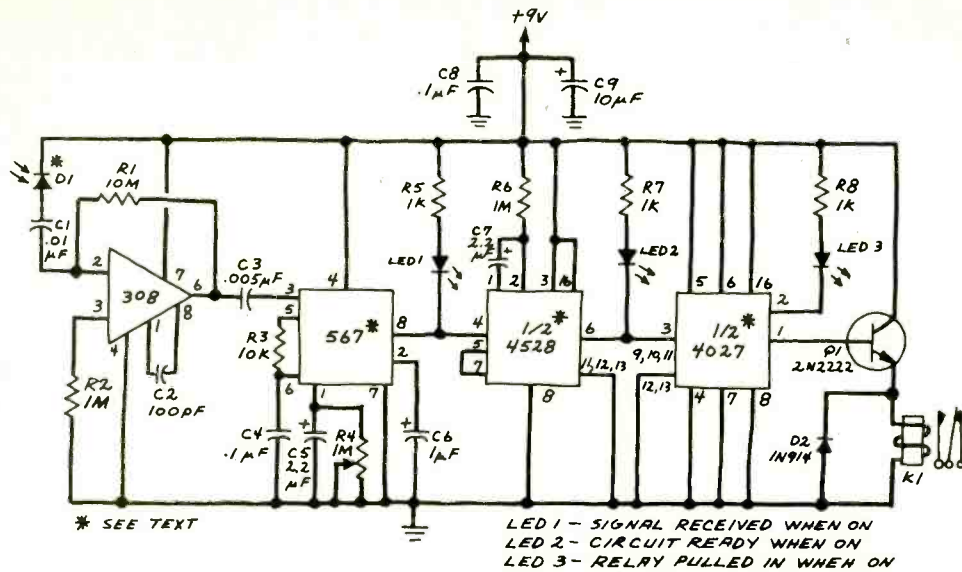 +9V
C8
.1µF
+
C9
10µF
*
D1
R1
10M
C1
.01
µF
2
3
308
7
6
1
8
4
C2
100pF
R2
1M
C3
.005µF
3
5
R3
10K
6
4
567*
8
2
1
7
C4
.1µF
+
C5
2.2
µF
R4
1M
+
C6
1µF
R5
1K
LED1
R6
1M
C7
2.2
µF
+
1
2
3
16
4
5
7
1/2 *
4528
6
11,12,13
8
R7
1K
LED2
5
6
16
3
9,10,11
12,13
1/2 *
4027
2
1
4
7
8
R8
1K
LED 3
Q1
2N2222
D2
1N914
K1
* SEE TEXT
LED 1 - SIGNAL RECEIVED WHEN ON
LED 2 - CIRCUIT READY WHEN ON
LED 3 - RELAY PULLED IN WHEN ON